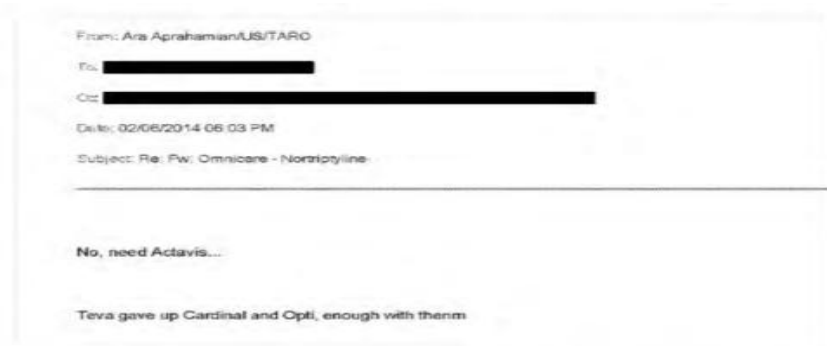 From: Ara Aprahamian/US/TARO
To:
Cc:
Date: 02/06/2014 06:03 PM
Subject: Re: Fw: Omnicare - Nortriptyline
No, need Actavis...
Teva gave up Cardinal and Opti, enough with them